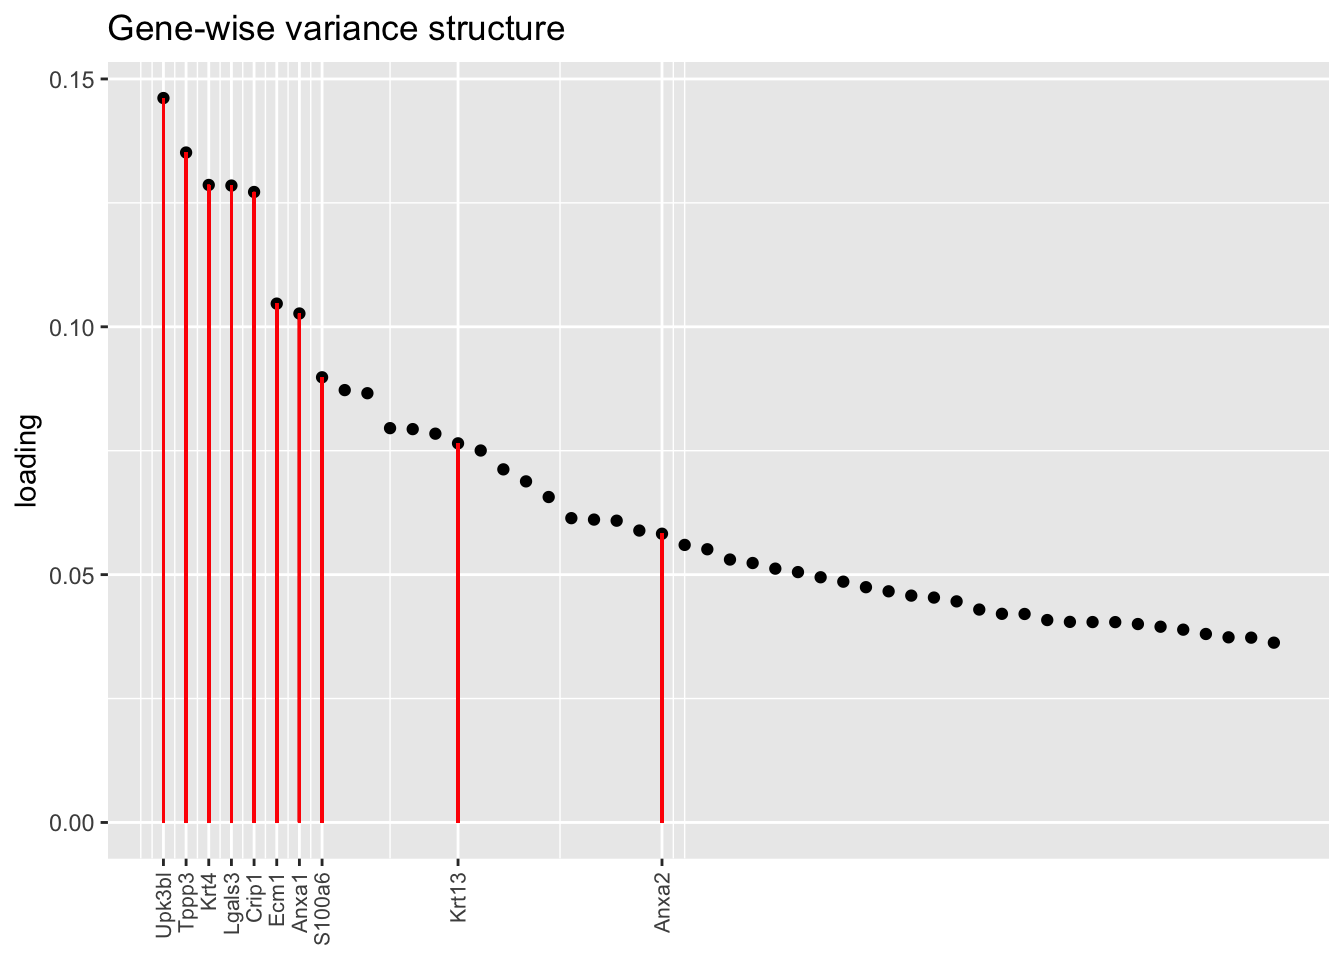 Gene-wise variance structure
0.15
0.10
0.05
0.00
loading
Upk3bl
Tppp3
Krt4
Lgals3
Crip1
Ecm1
Anxa1
S100a6
Krt13
Anxa2